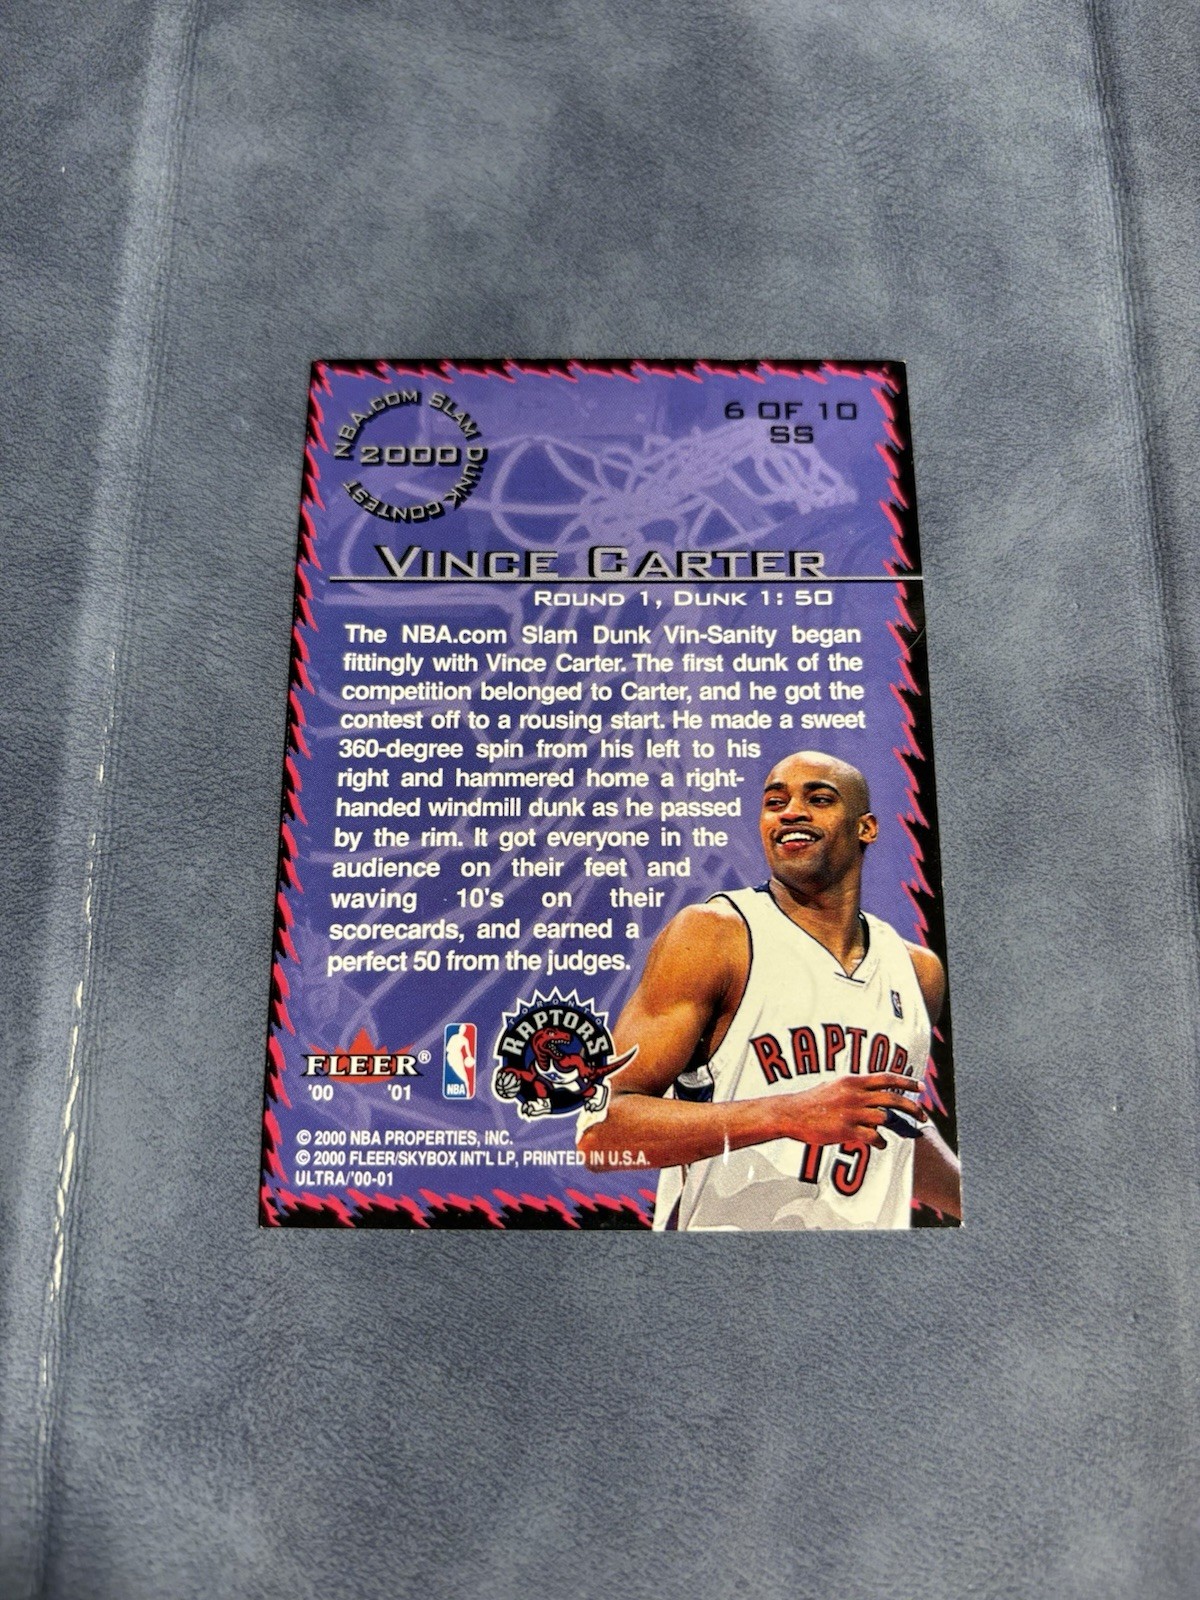 NBA.COM SLAM DUNK CONTEST
2000
6 OF 10
SS
VINCE CARTER
ROUND 1, DUNK 1: 50
The NBA.com Slam Dunk Vin-Sanity began
fittingly with Vince Carter. The first dunk of the
competition belonged to Carter, and he got the
contest off to a rousing start. He made a sweet
360-degree spin from his left to his
right and hammered home a right-
handed windmill dunk as he passed
by the rim. It got everyone in the
audience on their feet and
waving 10's on their
scorecards, and earned a
perfect 50 from the judges.
FLEER®
'00 '01
NBA
TORONTO
RAPTORS
RAPTOR
15
© 2000 NBA PROPERTIES, INC.
© 2000 FLEER/SKYBOX INT'L LP, PRINTED IN U.S.A.
ULTRA/'00-01